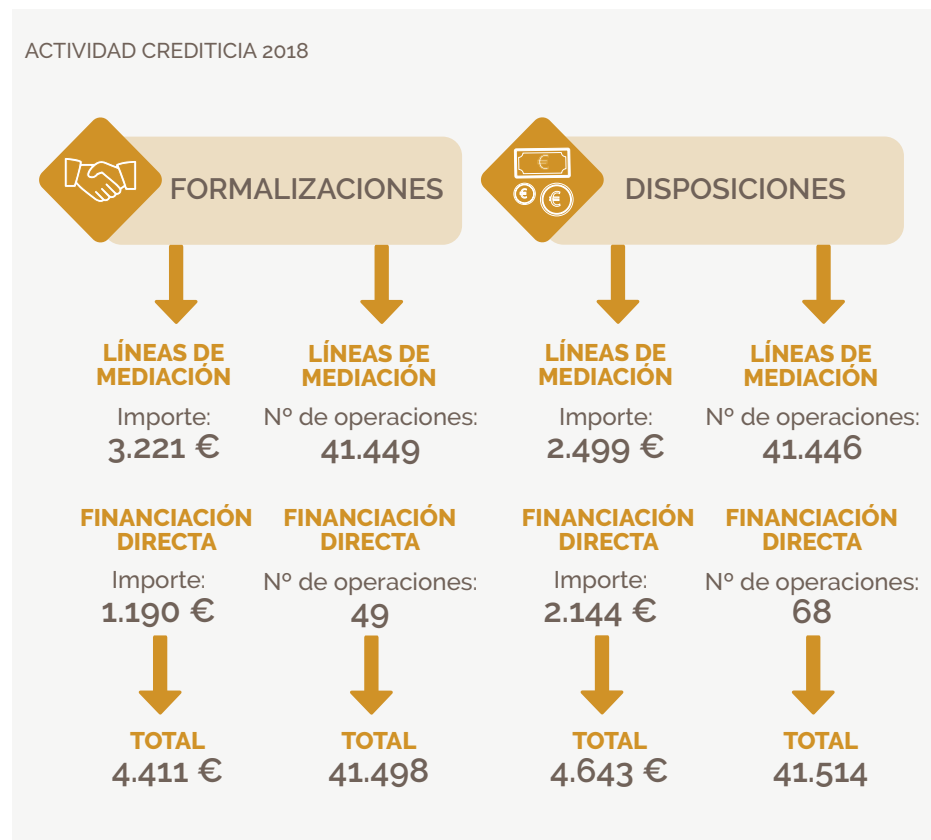 ACTIVIDAD CREDITICIA 2018
FORMALIZACIONES
LÍNEAS DE
MEDIACIÓN
Importe:
3.221 €
LÍNEAS DE
MEDIACIÓN
Nº de operaciones:
41.449
FINANCIACIÓN
DIRECTA
Importe:
1.190 €
FINANCIACIÓN
DIRECTA
Nº de operaciones:
49
TOTAL
4.411 €
TOTAL
41.498
DISPOSICIONES
LÍNEAS DE
MEDIACIÓN
Importe:
2.499 €
LÍNEAS DE
MEDIACIÓN
Nº de operaciones:
41.446
FINANCIACIÓN
DIRECTA
Importe:
2.144 €
FINANCIACIÓN
DIRECTA
Nº de operaciones:
68
TOTAL
4.643 €
TOTAL
41.514